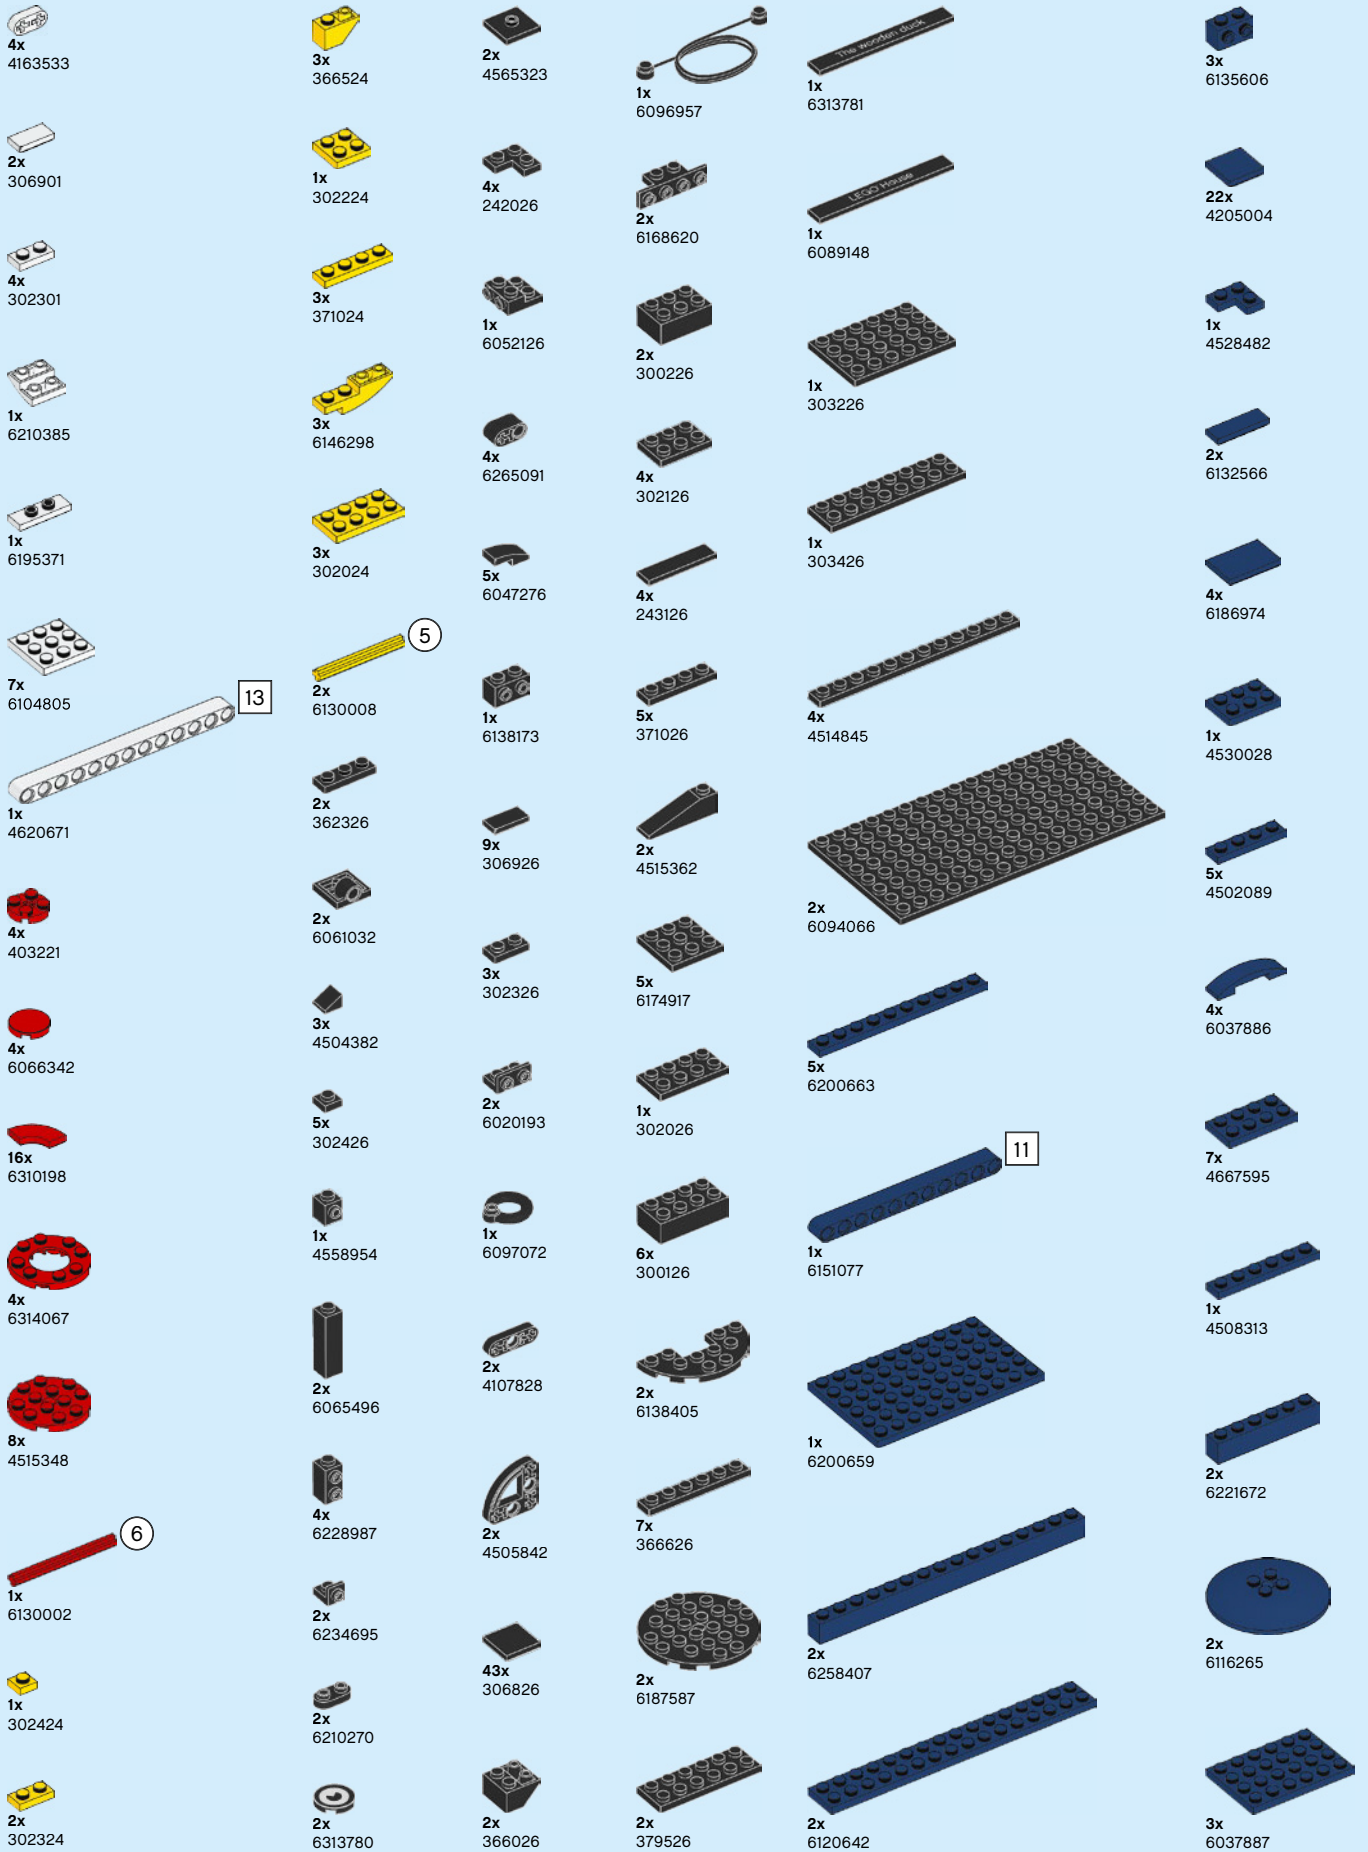 4x
4163533
2x
306901
4x
302301
1x
6210385
1x
6195371
7x
6104805
13
1x
4620671
4x
403221
4x
6066342
16x
6310198
4x
6314067
8x
4515348
6
1x
6130002
1x
302424
2x
302324
3x
366524
1x
302224
3x
371024
3x
6146298
3x
302024
5
2x
6130008
2x
362326
2x
6061032
3x
4504382
5x
302426
1x
4558954
2x
6065496
4x
6228987
2x
6234695
2x
6210270
2x
6313780
2x
4565323
4x
242026
1x
6052126
4x
6265091
5x
6047276
1x
6138173
9x
306926
3x
302326
2x
6020193
1x
6097072
2x
4107828
2x
4505842
43x
306826
2x
366026
1x
6096957
2x
6168620
2x
300226
4x
302126
4x
243126
5x
371026
2x
4515362
5x
6174917
1x
302026
6x
300126
2x
6138405
7x
366626
2x
6187587
2x
379526
The wooden duck
1x
6313781
LEGO House
1x
6089148
1x
303226
1x
303426
4x
4514845
2x
6094066
5x
6200663
11
1x
6151077
1x
6200659
2x
6258407
2x
6120642
3x
6135606
22x
4205004
1x
4528482
2x
6132566
4x
6186974
1x
4530028
5x
4502089
4x
6037886
7x
4667595
1x
4508313
2x
6221672
2x
6116265
3x
6037887